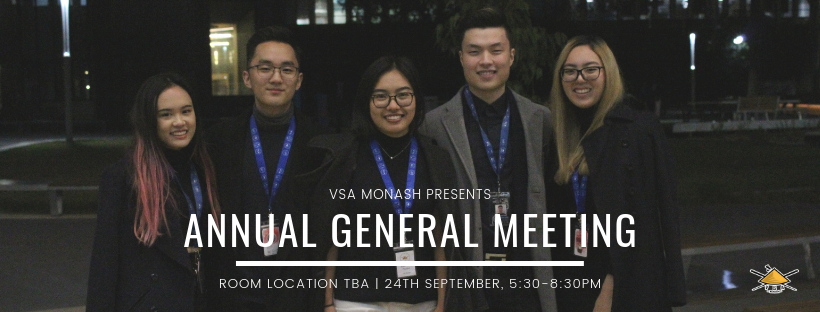 VSA MONASH PRESENTS
ANNUAL GENERAL MEETING
ROOM LOCATION TBA | 24TH SEPTEMBER, 5:30-8:30PM